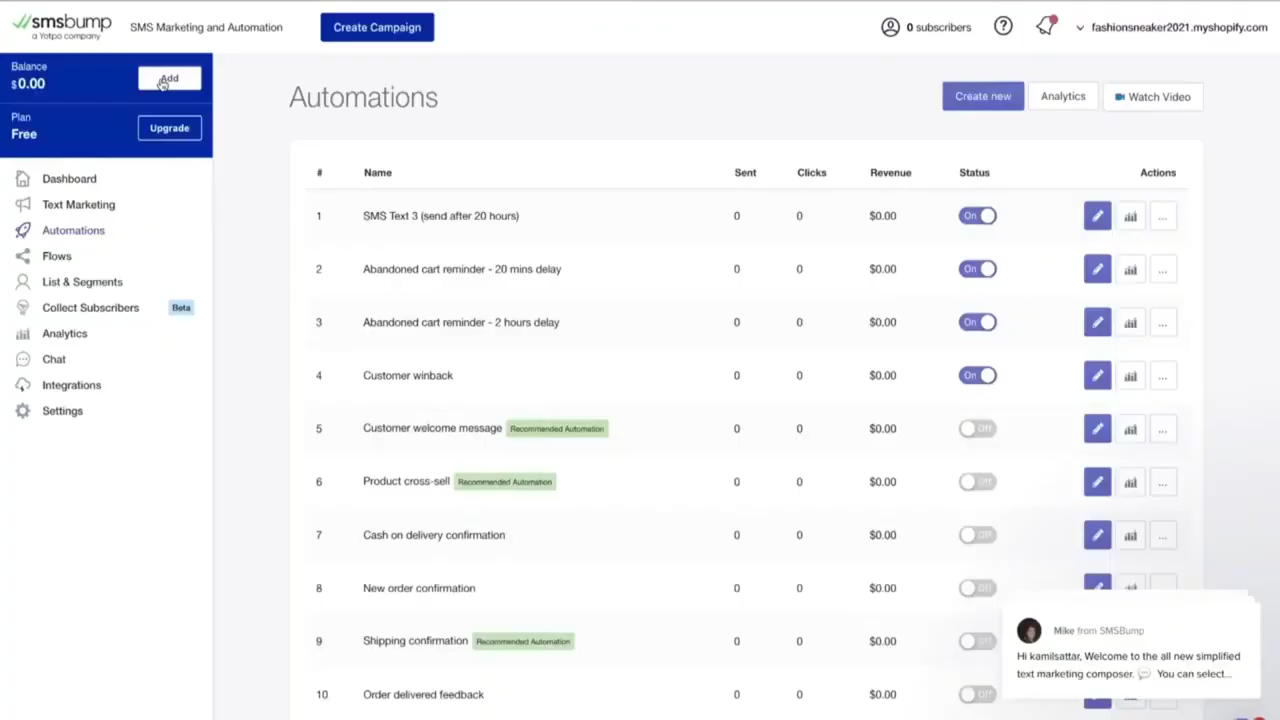 smsbump
a Yotpo company
SMS Marketing and Automation
Create Campaign
0 subscribers
fashionsneaker2021.myshopify.com
Balance
$0.00
Add
Plan
Free
Upgrade
Dashboard
Text Marketing
Automations
Flows
List & Segments
Collect Subscribers Beta
Analytics
Chat
Integrations
Settings
Automations
Create new
Analytics
Watch Video
# Name Sent Clicks Revenue Status Actions
1 SMS Text 3 (send after 20 hours) 0 0 $0.00 On ...
2 Abandoned cart reminder - 20 mins delay 0 0 $0.00 On ...
3 Abandoned cart reminder - 2 hours delay 0 0 $0.00 On ...
4 Customer winback 0 0 $0.00 On ...
5 Customer welcome message Recommended Automation 0 0 $0.00 Off ...
6 Product cross-sell Recommended Automation 0 0 $0.00 Off ...
7 Cash on delivery confirmation 0 0 $0.00 Off ...
8 New order confirmation 0 0 $0.00 Off
9 Shipping confirmation Recommended Automation 0 0 $0.00 Off
10 Order delivered feedback 0 0 $0.00 Off
Mike from SMSBump
Hi kamilsattar, Welcome to the all new simplified
text marketing composer. 💬 You can select...